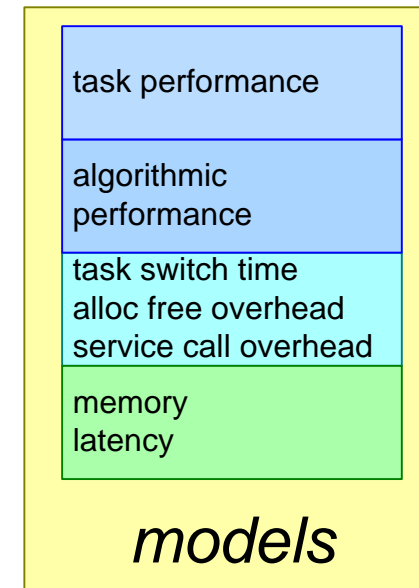 task performance
algorithmic
performance
task switch time
alloc free overhead
service call overhead
memory
latency
models